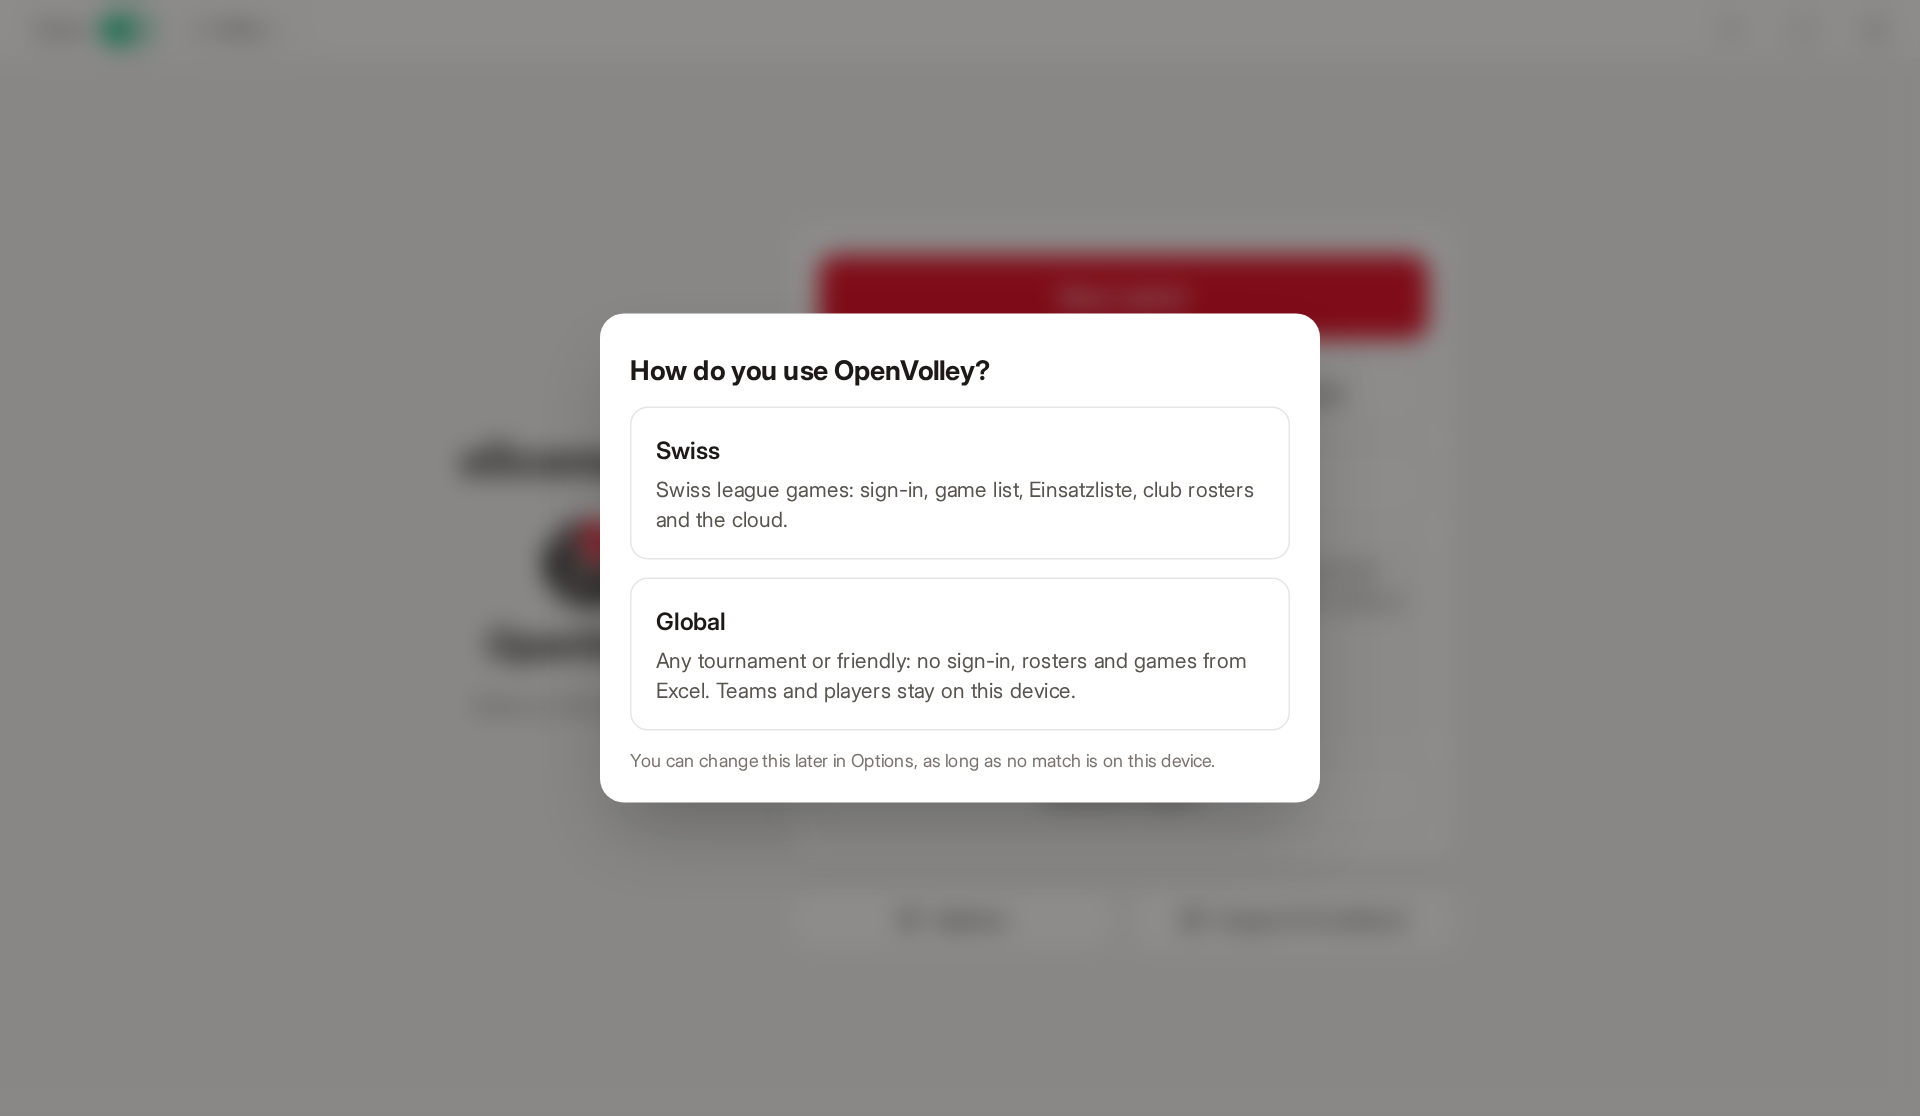 How do you use OpenVolley?
Swiss
Swiss league games: sign-in, game list, Einsatzliste, club rosters
and the cloud.
Global
Any tournament or friendly: no sign-in, rosters and games from
Excel. Teams and players stay on this device.
You can change this later in Options, as long as no match is on this device.